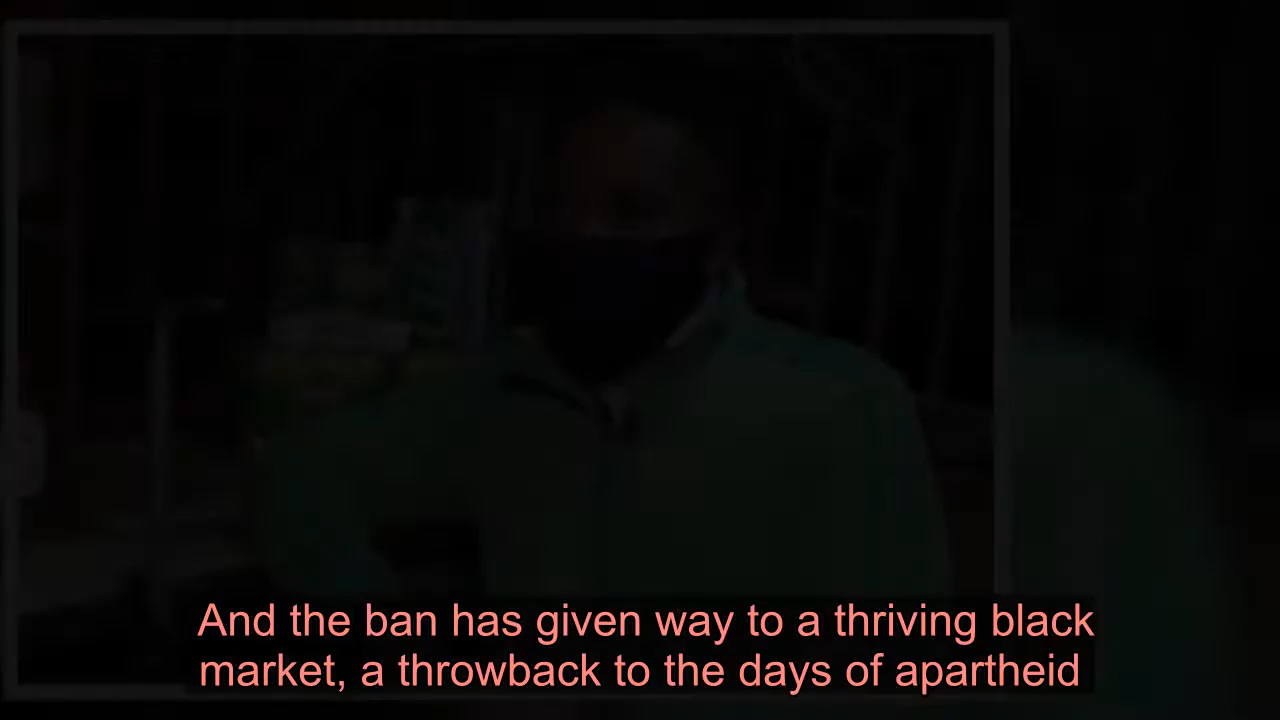 And the ban has given way to a thriving black
market, a throwback to the days of apartheid